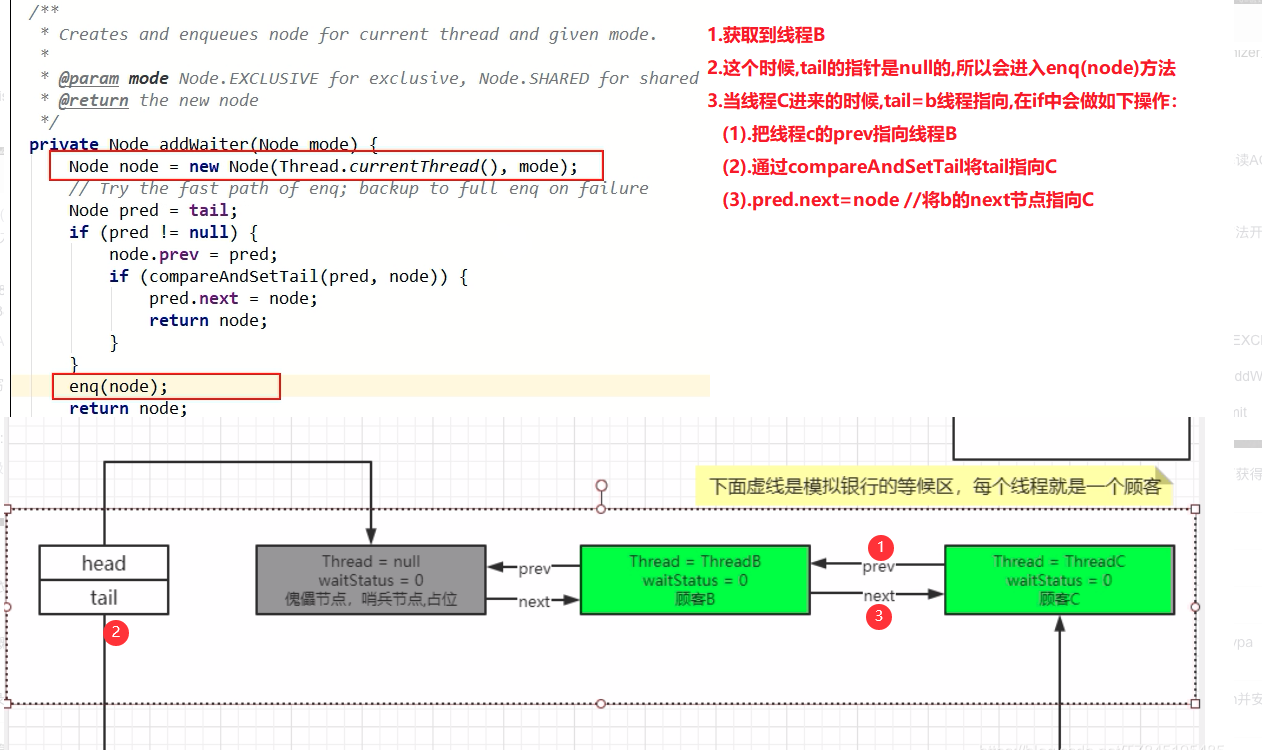 /**
* Creates and enqueues node for current thread and given mode.
*
* @param mode Node.EXCLUSIVE for exclusive, Node.SHARED for shared
* @return the new node
*/
private Node addWaiter(Node mode) {
Node node = new Node(Thread.currentThread(), mode);
// Try the fast path of enq; backup to full enq on failure
Node pred = tail;
if (pred != null) {
node.prev = pred;
if (compareAndSetTail(pred, node)) {
pred.next = node;
return node;
}
}
enq(node);
return node;
1.获取到线程B
2.这个时候,tail的指针是null的,所以会进入enq(node)方法
3.当线程C进来的时候,tail=b线程指向,在if中会做如下操作:
(1).把线程c的prev指向线程B
(2).通过compareAndSetTail将tail指向C
(3).pred.next=node //将b的next节点指向C
下面虚线是模拟银行的等候区，每个线程就是一个顾客
head
tail
2
Thread = null
waitStatus = 0
傀儡节点，哨兵节点,占位
prev
next
Thread = ThreadB
waitStatus = 0
顾客B
1
prev
next
3
Thread = ThreadC
waitStatus = 0
顾客C